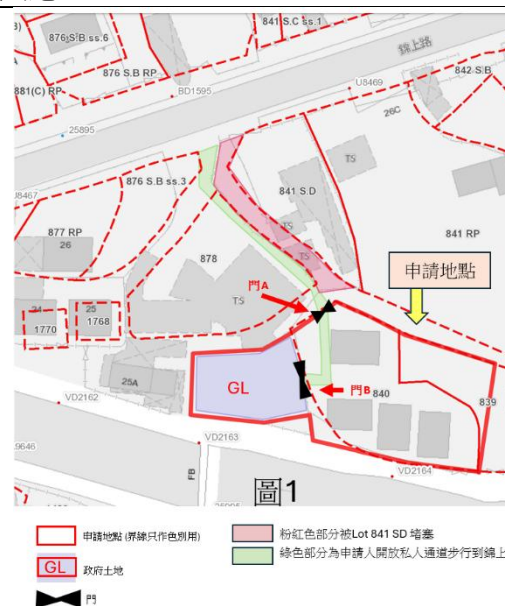 876 S.B ss.6
841 S.C ss.1
錦上路
842 S.B
876 S.B RP
U8469
881(C) RP
BD1595
26C
25895
876 S.B ss.3
TS
841 S.D
U8467
TS
841 RP
877 RP
26
878
TS
申請地點
門A
TS
24
25
1770
1768
GL
門B
25A
840
839
VD2162
VD2163
VD2164
FB
圖1
申請地點 (界線只作色別用)
粉紅色部分被Lot 841 SD 堵塞
GL
政府土地
綠色部分為申請人開放私人通道步行到錦上
門